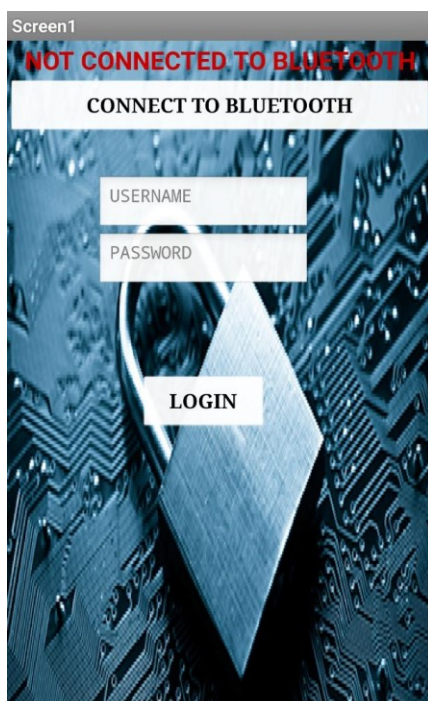 Screen1
NOT CONNECTED TO BLUETOOTH
CONNECT TO BLUETOOTH
USERNAME
PASSWORD
LOGIN